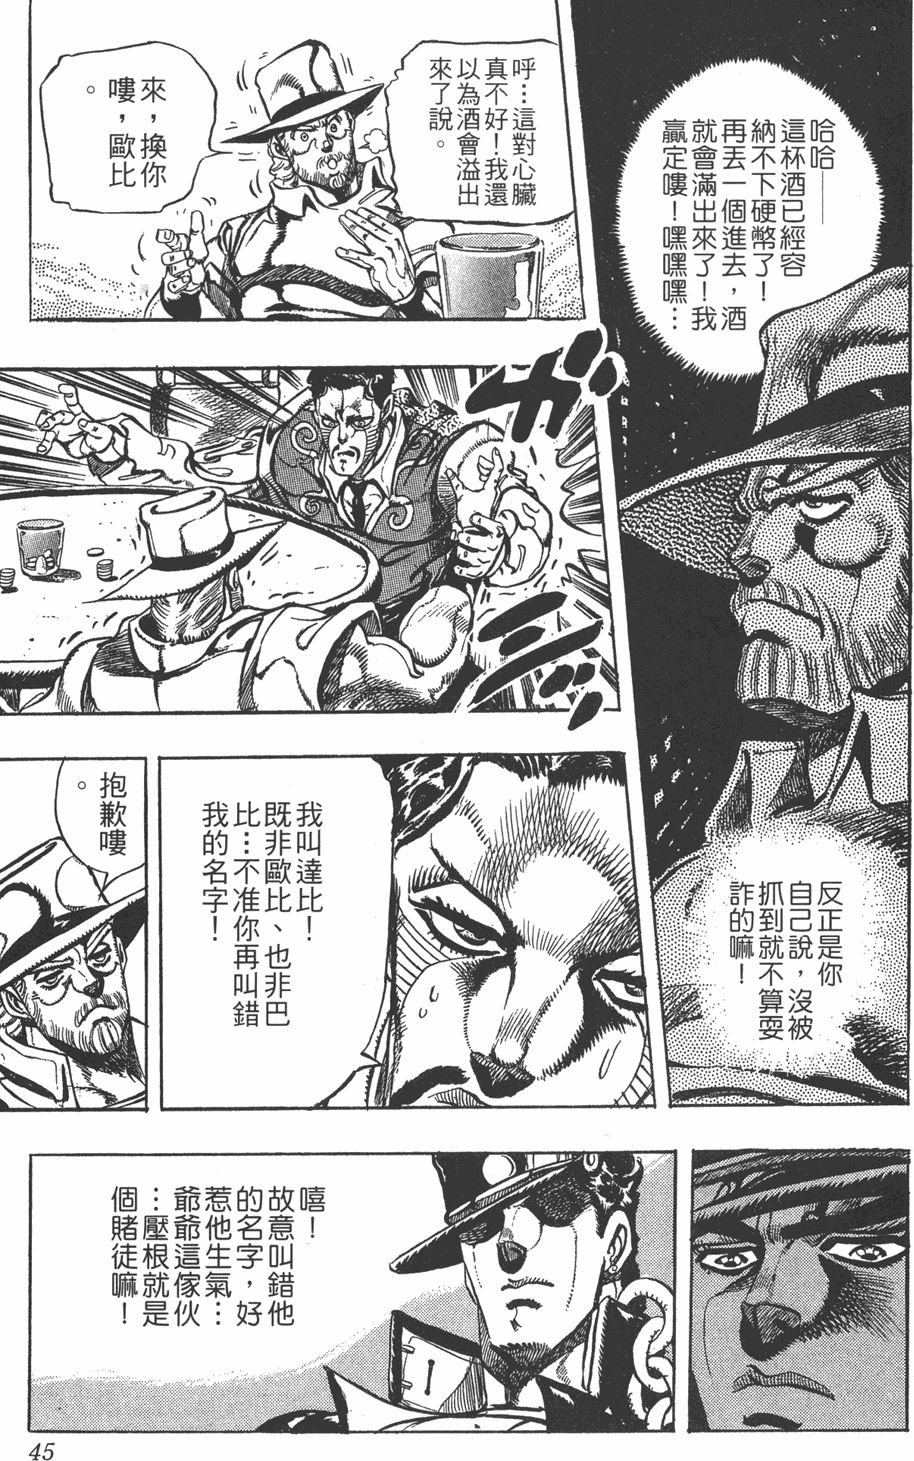 哈哈——
這杯酒已經容
納不下硬幣了！
再丟一個進去，酒
就會滿出來了！我
贏定嘍！嘿嘿嘿…
反正是你
自己說，沒被
抓到就不算耍
詐的嘛！
呼…這對心臟
真不好！我還
以為酒會溢出
來了說。
來，換你
嘍，歐比
。
ガシィッ
我叫達比！
既非歐比、也非巴
比…不准你再叫錯
我的名字！
抱歉嘍
。
嘻！
故意叫錯他
的名字，好
惹他生氣…
爺爺這傢伙
…壓根就是
個賭徒嘛！
45